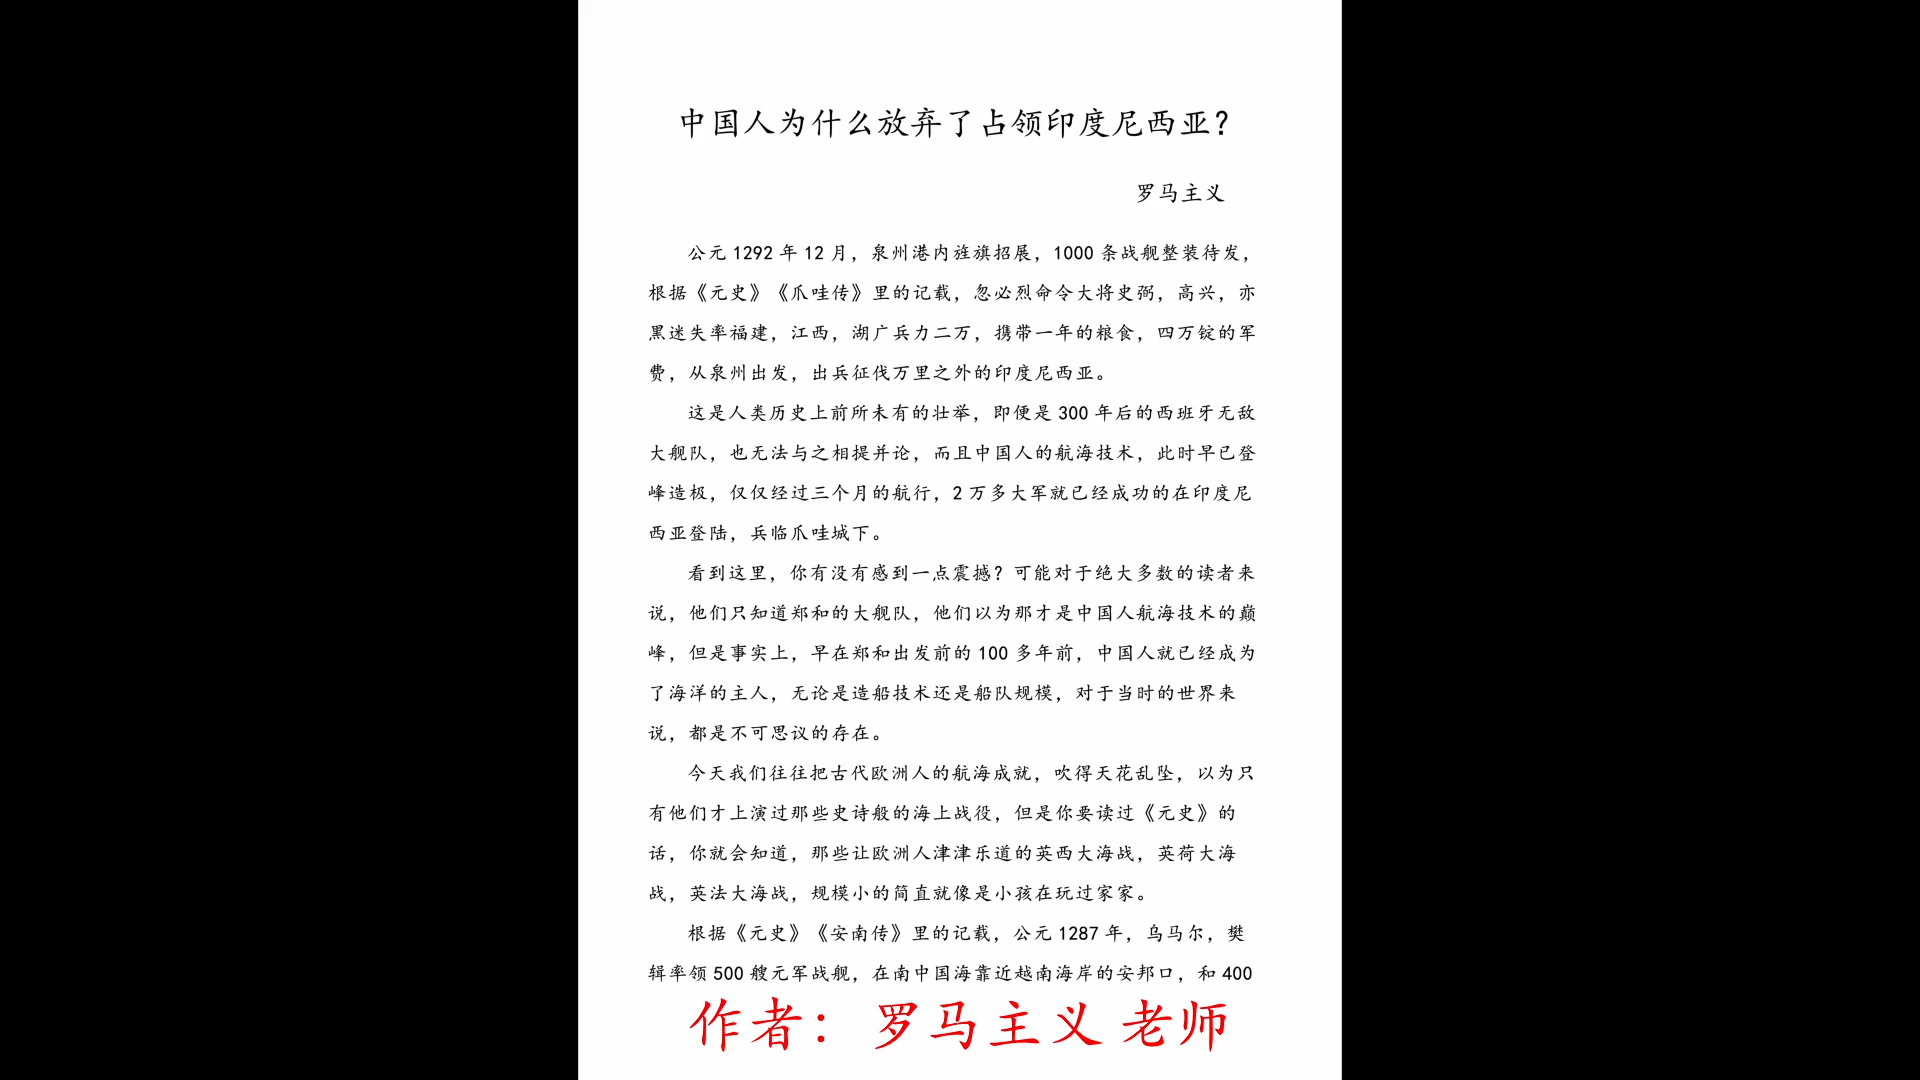 中国人为什么放弃了占领印度尼西亚？
罗马主义
公元 1292 年 12 月，泉州港内旌旗招展，1000 条战舰整装待发，
根据《元史》《爪哇传》里的记载，忽必烈命令大将史弼，高兴，亦
黑迷失率福建，江西，湖广兵力二万，携带一年的粮食，四万锭的军
费，从泉州出发，出兵征伐万里之外的印度尼西亚。
这是人类历史上前所未有的壮举，即便是 300 年后的西班牙无敌
大舰队，也无法与之相提并论，而且中国人的航海技术，此时早已登
峰造极，仅仅经过三个月的航行，2 万多大军就已经成功的在印度尼
西亚登陆，兵临爪哇城下。
看到这里，你有没有感到一点震撼？可能对于绝大多数的读者来
说，他们只知道郑和的大舰队，他们以为那才是中国人航海技术的巅
峰，但是事实上，早在郑和出发前的 100 多年前，中国人就已经成为
了海洋的主人，无论是造船技术还是船队规模，对于当时的世界来
说，都是不可思议的存在。
今天我们往往把古代欧洲人的航海成就，吹得天花乱坠，以为只
有他们才上演过那些史诗般的海上战役，但是你要读过《元史》的
话，你就会知道，那些让欧洲人津津乐道的英西大海战，英荷大海
战，英法大海战，规模小的简直就像是小孩在玩过家家。
根据《元史》《安南传》里的记载，公元 1287 年，乌马尔，樊
辑率领 500 艘元军战舰，在南中国海靠近越南海岸的安邦口，和 400
作者：罗马主义 老师